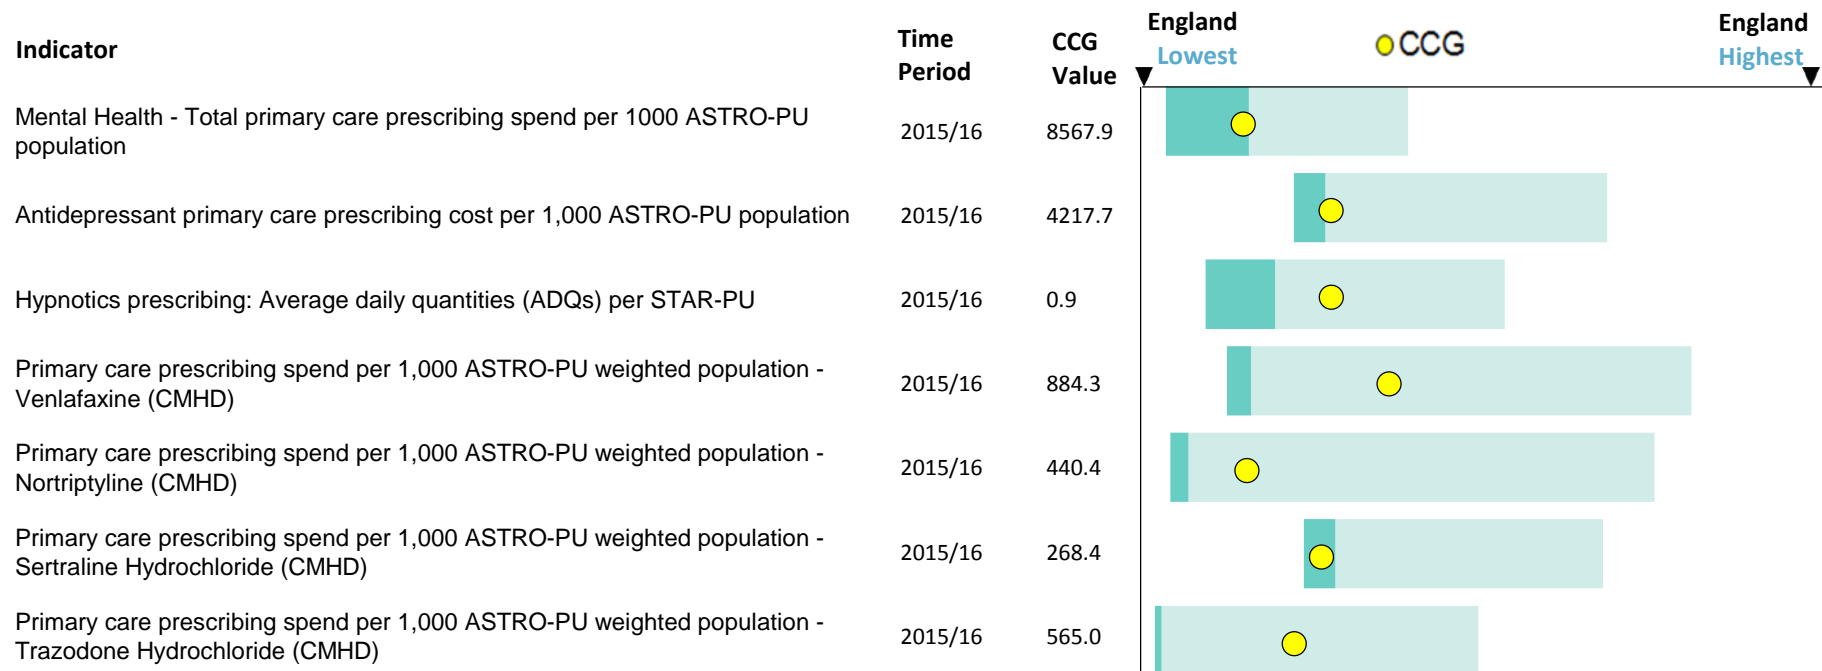 Indicator
Time Period
CCG Value
England Lowest
CCG
England Highest
Mental Health - Total primary care prescribing spend per 1000 ASTRO-PU
population
2015/16
8567.9
Antidepressant primary care prescribing cost per 1,000 ASTRO-PU population
2015/16
4217.7
Hypnotics prescribing: Average daily quantities (ADQs) per STAR-PU
2015/16
0.9
Primary care prescribing spend per 1,000 ASTRO-PU weighted population -
Venlafaxine (CMHD)
2015/16
884.3
Primary care prescribing spend per 1,000 ASTRO-PU weighted population -
Nortriptyline (CMHD)
2015/16
440.4
Primary care prescribing spend per 1,000 ASTRO-PU weighted population -
Sertraline Hydrochloride (CMHD)
2015/16
268.4
Primary care prescribing spend per 1,000 ASTRO-PU weighted population -
Trazodone Hydrochloride (CMHD)
2015/16
565.0